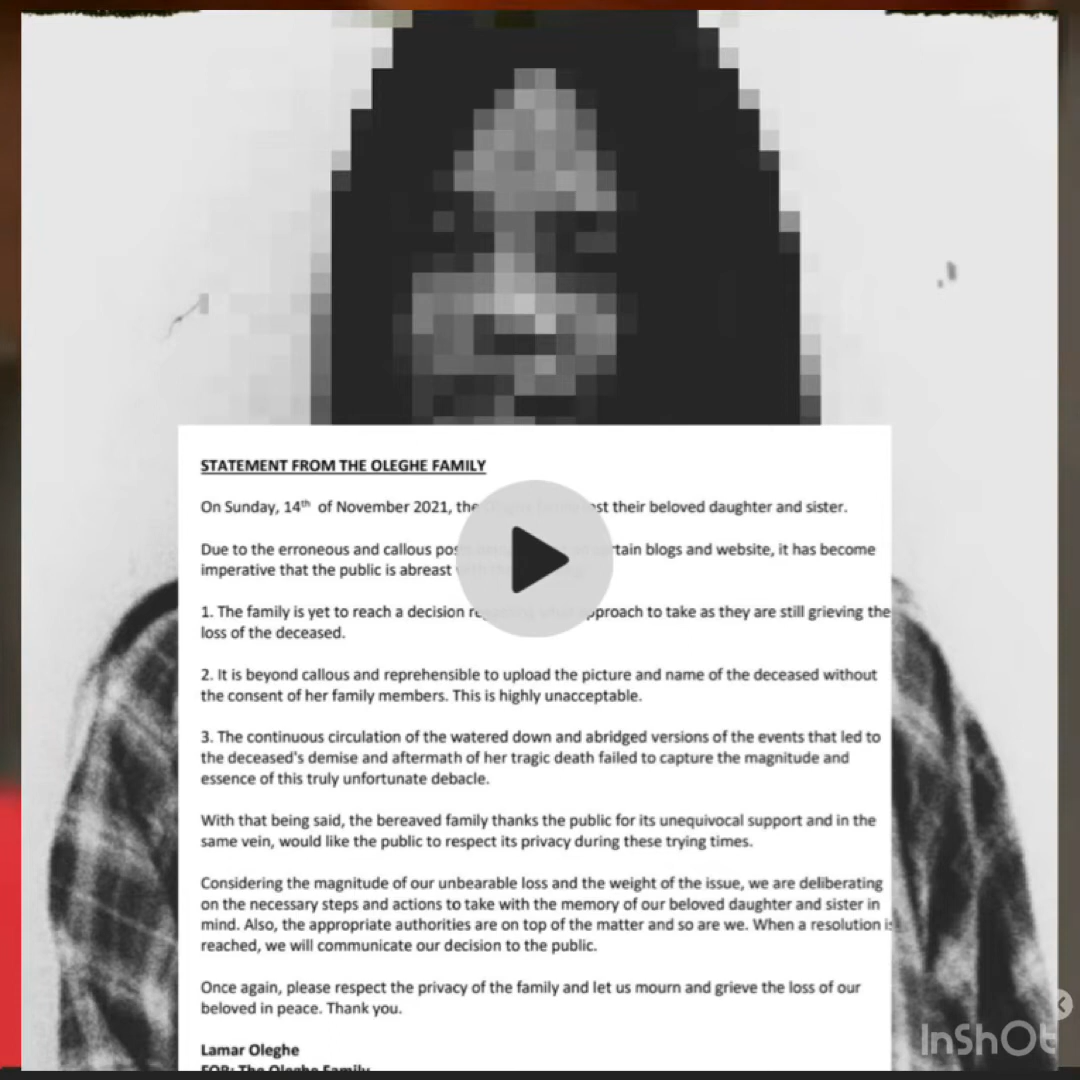 STATEMENT FROM THE OLEGHE FAMILY
On Sunday, 14th of November 2021, the lost their beloved daughter and sister.
Due to the erroneous and callous certain blogs and website, it has become
imperative that the public is abreast
1. The family is yet to reach a decision approach to take as they are still grieving the
loss of the deceased.
2. It is beyond callous and reprehensible to upload the picture and name of the deceased without
the consent of her family members. This is highly unacceptable.
3. The continuous circulation of the watered down and abridged versions of the events that led to
the deceased's demise and aftermath of her tragic death failed to capture the magnitude and
essence of this truly unfortunate debacle.
With that being said, the bereaved family thanks the public for its unequivocal support and in the
same vein, would like the public to respect its privacy during these trying times.
Considering the magnitude of our unbearable loss and the weight of the issue, we are deliberating
on the necessary steps and actions to take with the memory of our beloved daughter and sister in
mind. Also, the appropriate authorities are on top of the matter and so are we. When a resolution is
reached, we will communicate our decision to the public.
Once again, please respect the privacy of the family and let us mourn and grieve the loss of our
beloved in peace. Thank you.
Lamar Oleghe
FOR: The Oleghe Family
InShOt